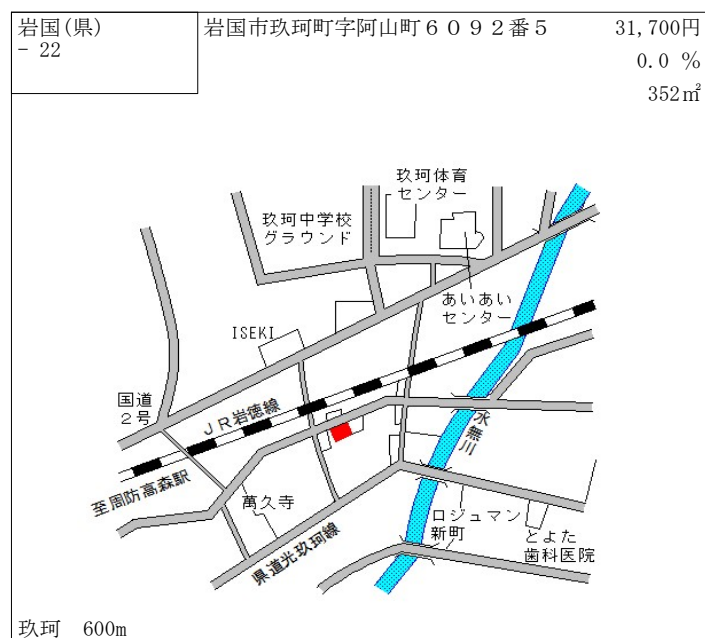 岩国(県)
- 22
岩国市玖珂町字阿山町６０９２番５
31,700円
0.0 %
352㎡
玖珂体育
センター
玖珂中学校
グラウンド
あいあい
センター
ISEKI
国道
２号
ＪＲ岩徳線
水無川
至周防高森駅
萬久寺
県道光玖珂線
ロジュマン
新町
とよた
歯科医院
玖珂　600m